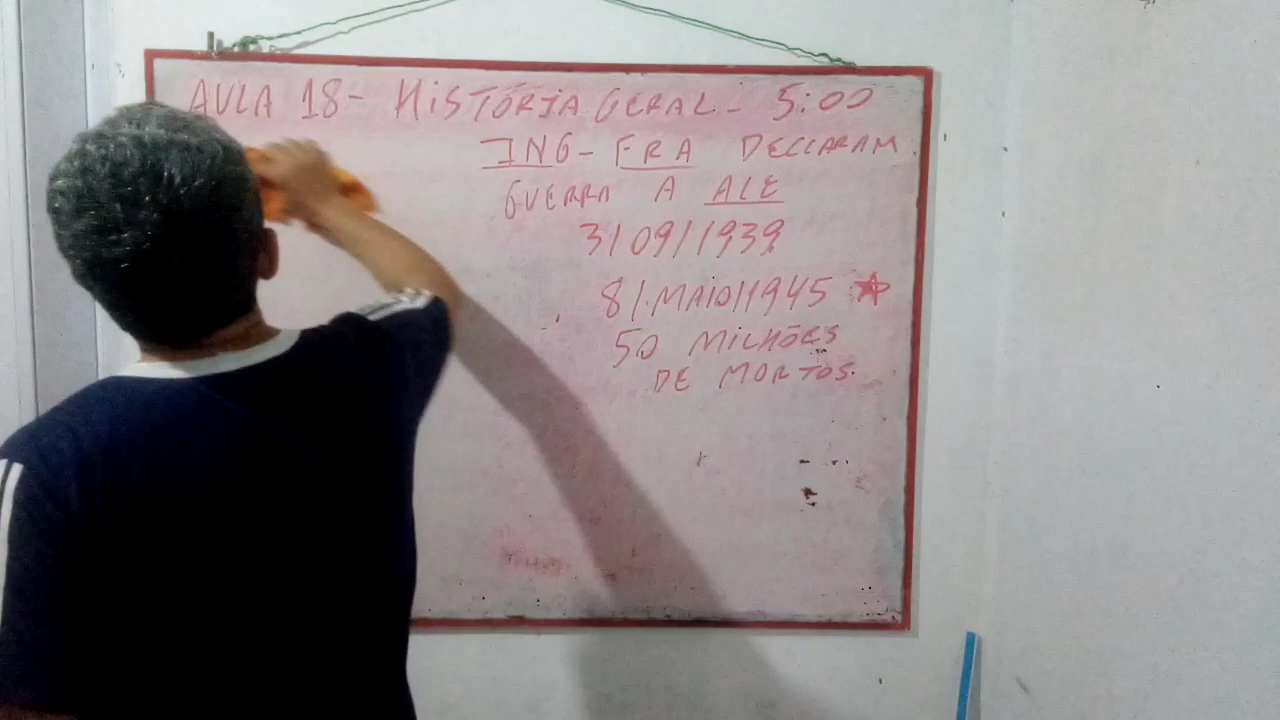 AULA 18- HISTÓRIA GERAL - 5:00
ING - FRA DECLARAM
GUERRA A ALE
3/09/1939
8/.MAIO/1945 ★
50 MILHÕES
DE MORTOS.